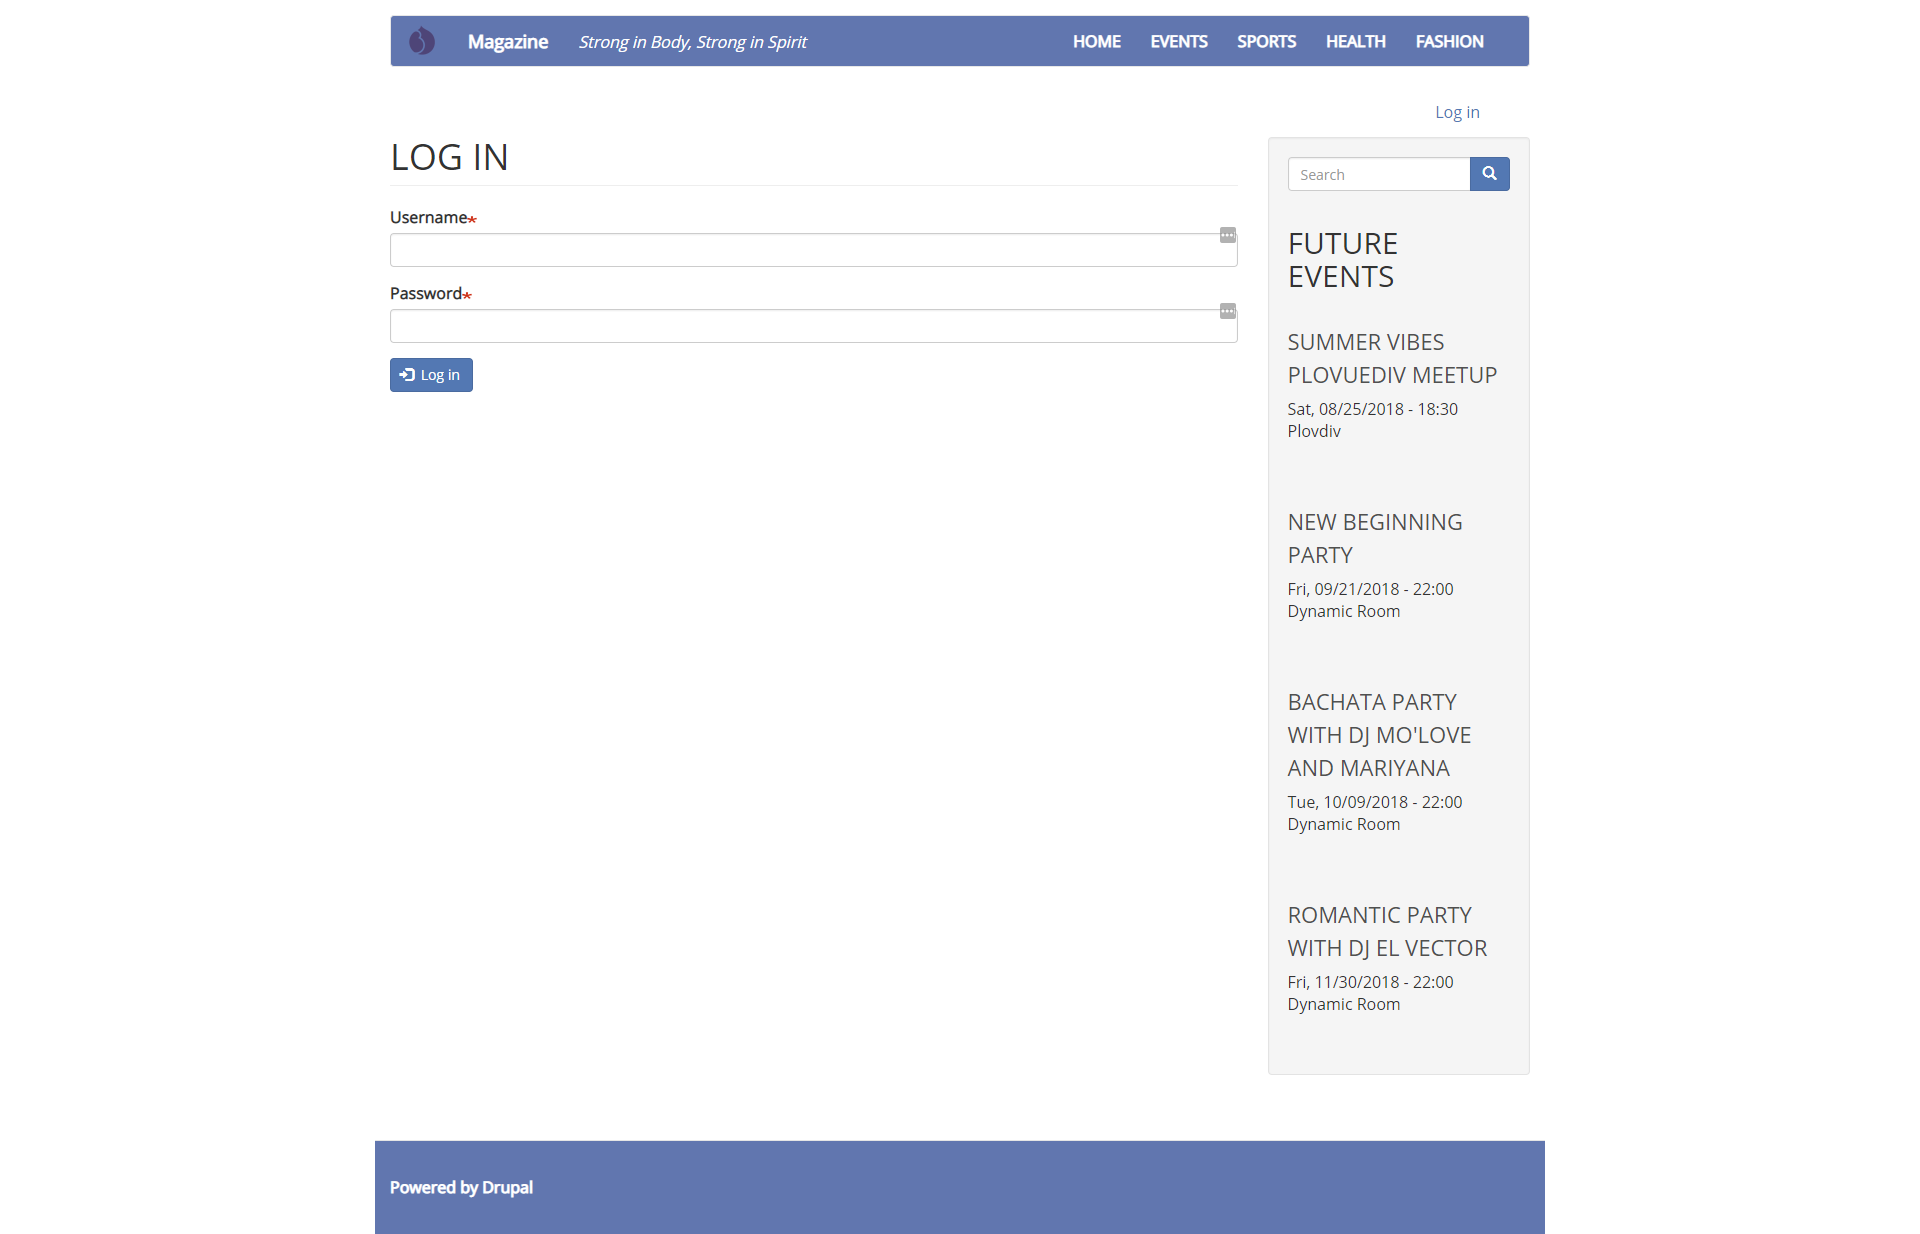 Magazine
Strong in Body, Strong in Spirit
HOME EVENTS SPORTS HEALTH FASHION
Log in
LOG IN
Username*
Password*
Log in
Search
FUTURE
EVENTS
SUMMER VIBES
PLOVUEDIV MEETUP
Sat, 08/25/2018 - 18:30
Plovdiv
NEW BEGINNING
PARTY
Fri, 09/21/2018 - 22:00
Dynamic Room
BACHATA PARTY
WITH DJ MO'LOVE
AND MARIYANA
Tue, 10/09/2018 - 22:00
Dynamic Room
ROMANTIC PARTY
WITH DJ EL VECTOR
Fri, 11/30/2018 - 22:00
Dynamic Room
Powered by Drupal